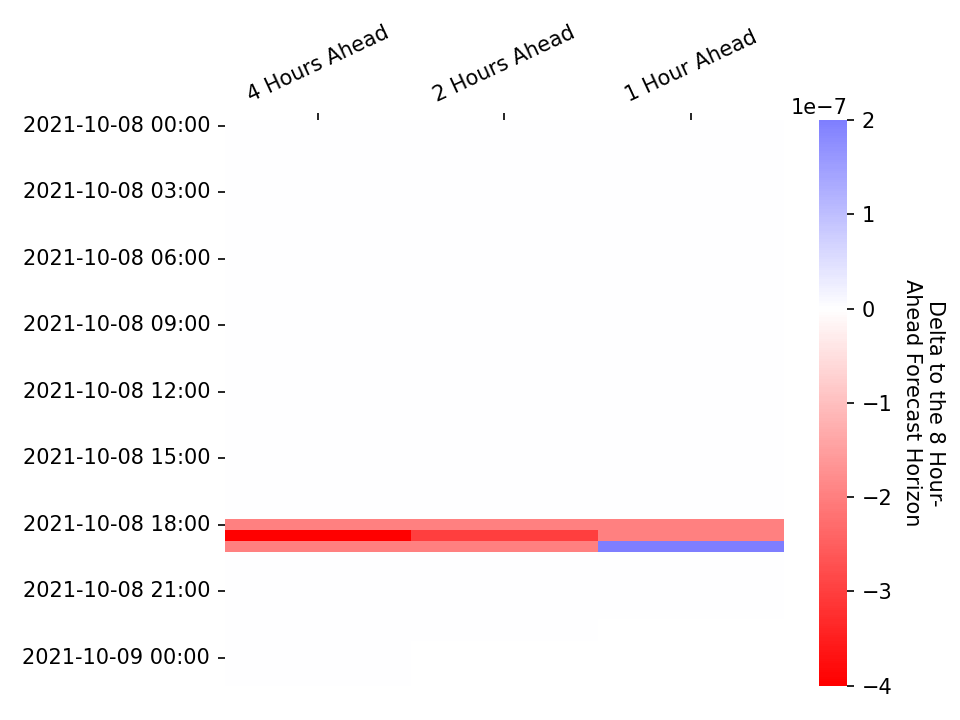 4 Hours Ahead
2 Hours Ahead
1 Hour Ahead
2021-10-08 00:00
2021-10-08 03:00
2021-10-08 06:00
2021-10-08 09:00
2021-10-08 12:00
2021-10-08 15:00
2021-10-08 18:00
2021-10-08 21:00
2021-10-09 00:00
1e−7
2
1
0
−1
−2
−3
−4
Delta to the 8 Hour-
Ahead Forecast Horizon